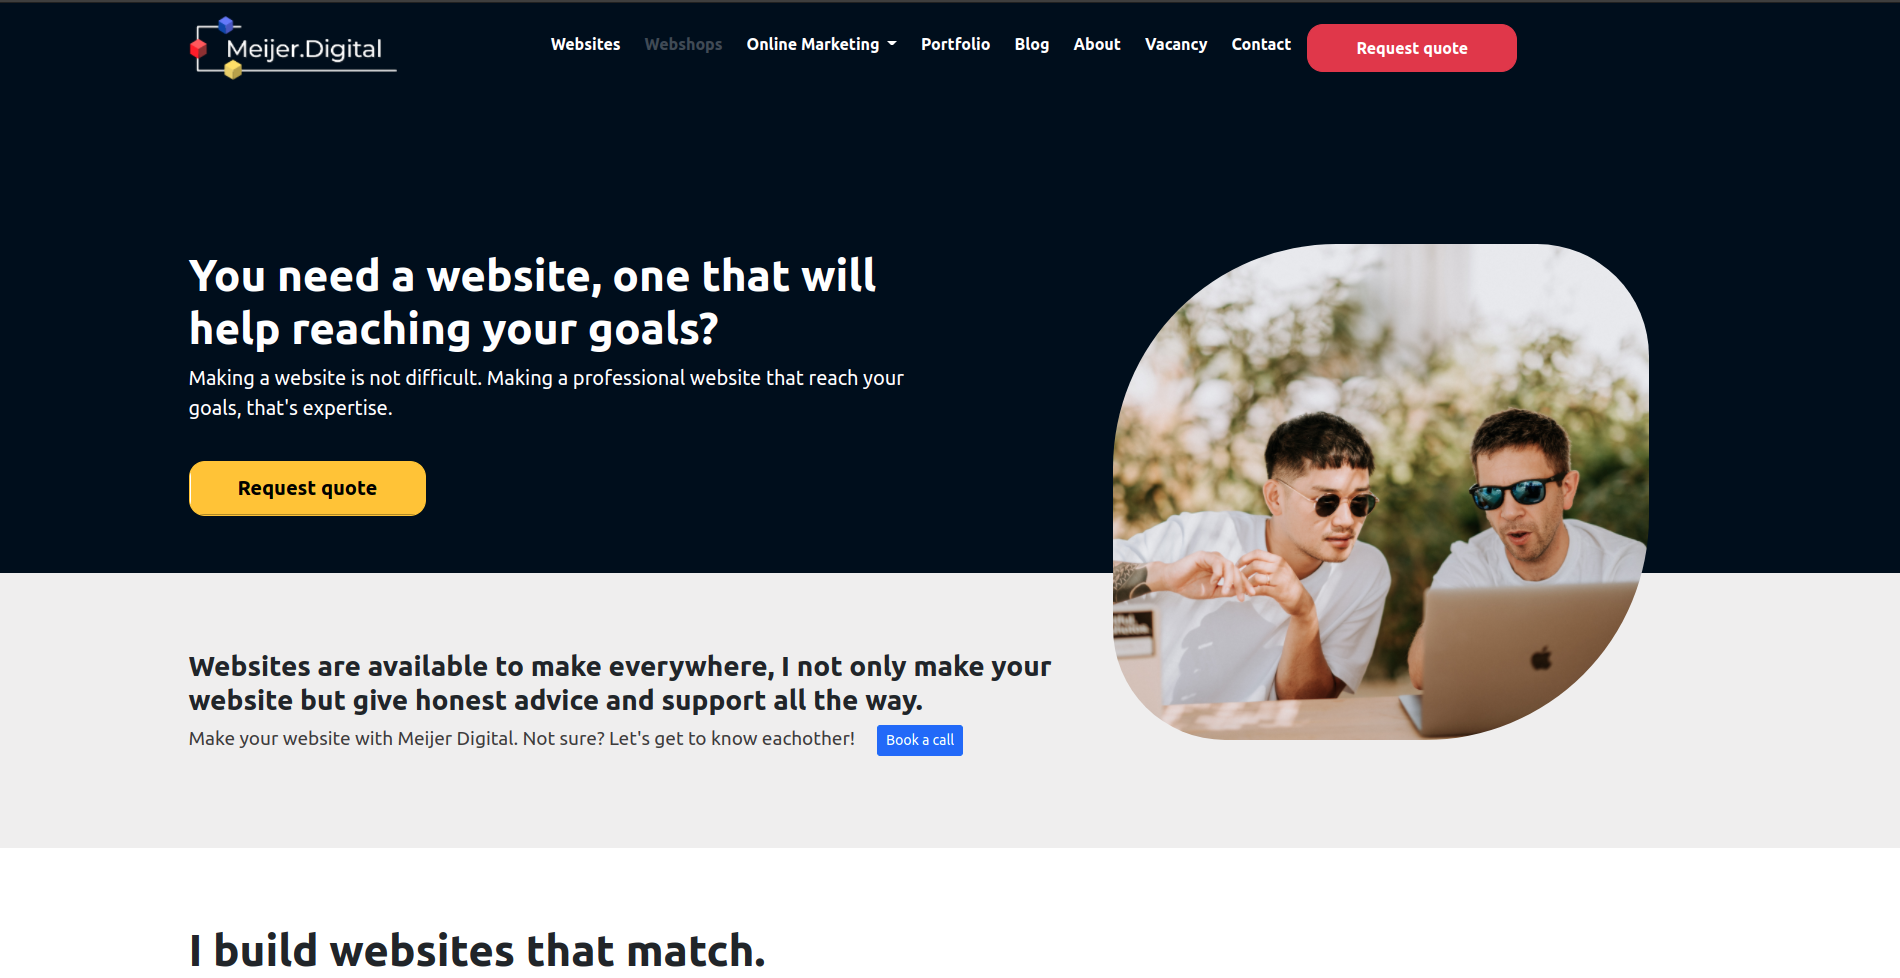 Meijer.Digital
Websites Webshops Online Marketing Portfolio Blog About Vacancy Contact Request quote
You need a website, one that will
help reaching your goals?
Making a website is not difficult. Making a professional website that reach your
goals, that's expertise.
Request quote
Websites are available to make everywhere, I not only make your
website but give honest advice and support all the way.
Make your website with Meijer Digital. Not sure? Let's get to know eachother! Book a call
I build websites that match.